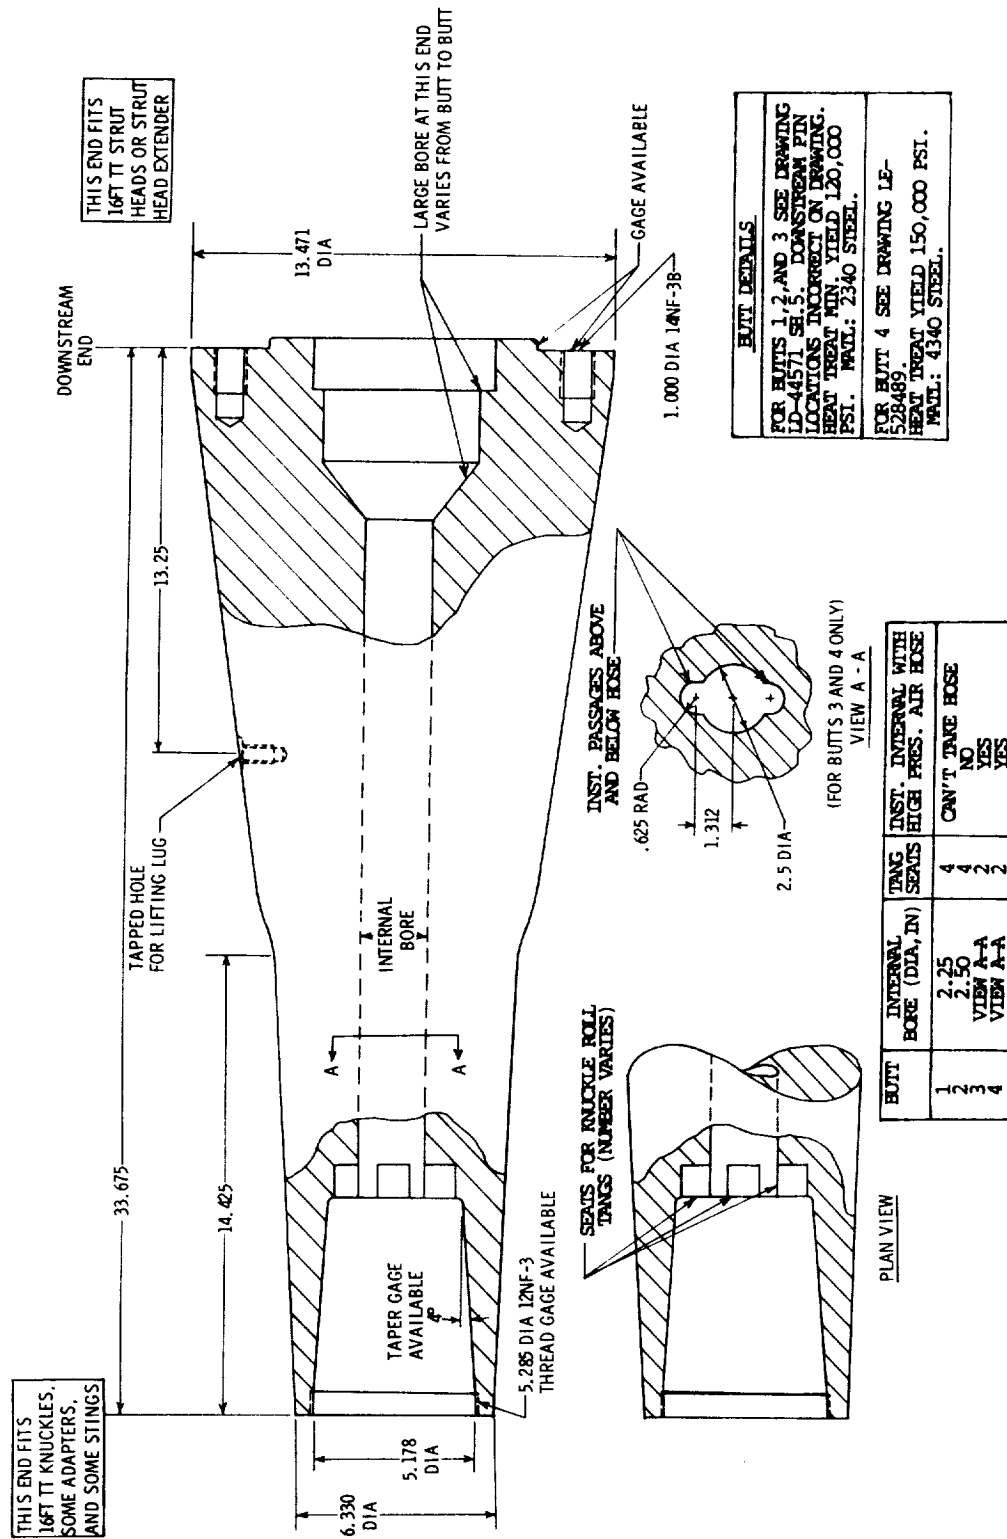 THIS END FITS
16FT TT KNUCKLES,
SOME ADAPTERS,
AND SOME STINGS
THIS END FITS
16FT TT STRUT
HEADS OR STRUT
HEAD EXTENDER
DOWNSTREAM
END
33.675
14.425
13.25
TAPPED HOLE
FOR LIFTING LUG
13.471
DIA
6.330
DIA
5.178
DIA
TAPER GAGE
AVAILABLE
4°
A
A
INTERNAL
BORE
LARGE BORE AT THIS END
VARIES FROM BUTT TO BUTT
GAGE AVAILABLE
1.000 DIA 14NF-3B
5.285 DIA 12NF-3
THREAD GAGE AVAILABLE
SEATS FOR KNUCKLE ROLL
TANGS (NUMBER VARIES)
PLAN VIEW
INST. PASSAGES ABOVE
AND BELOW HOSE
.625 RAD
1.312
2.5 DIA
(FOR BUTTS 3 AND 4 ONLY)
VIEW A - A
BUTT DETAILS
FOR BUTTS 1,2,AND 3 SEE DRAWING
LD-44571 SH.5. DOWNSTREAM PIN
LOCATIONS INCORRECT ON DRAWING.
HEAT TREAT MIN. YIELD 120,000
PSI. MATL: 2340 STEEL.
FOR BUTT 4 SEE DRAWING LE-
528489.
HEAT TREAT YIELD 150,000 PSI.
MATL: 4340 STEEL.
BUTT INTERNAL BORE (DIA,IN) TANG SEATS INST. INTERNAL WITH HIGH PRES. AIR HOSE
1 2.25 4 CAN'T TAKE HOSE
2 2.50 4 NO
3 VIEW A-A 2 YES
4 VIEW A-A 2 YES